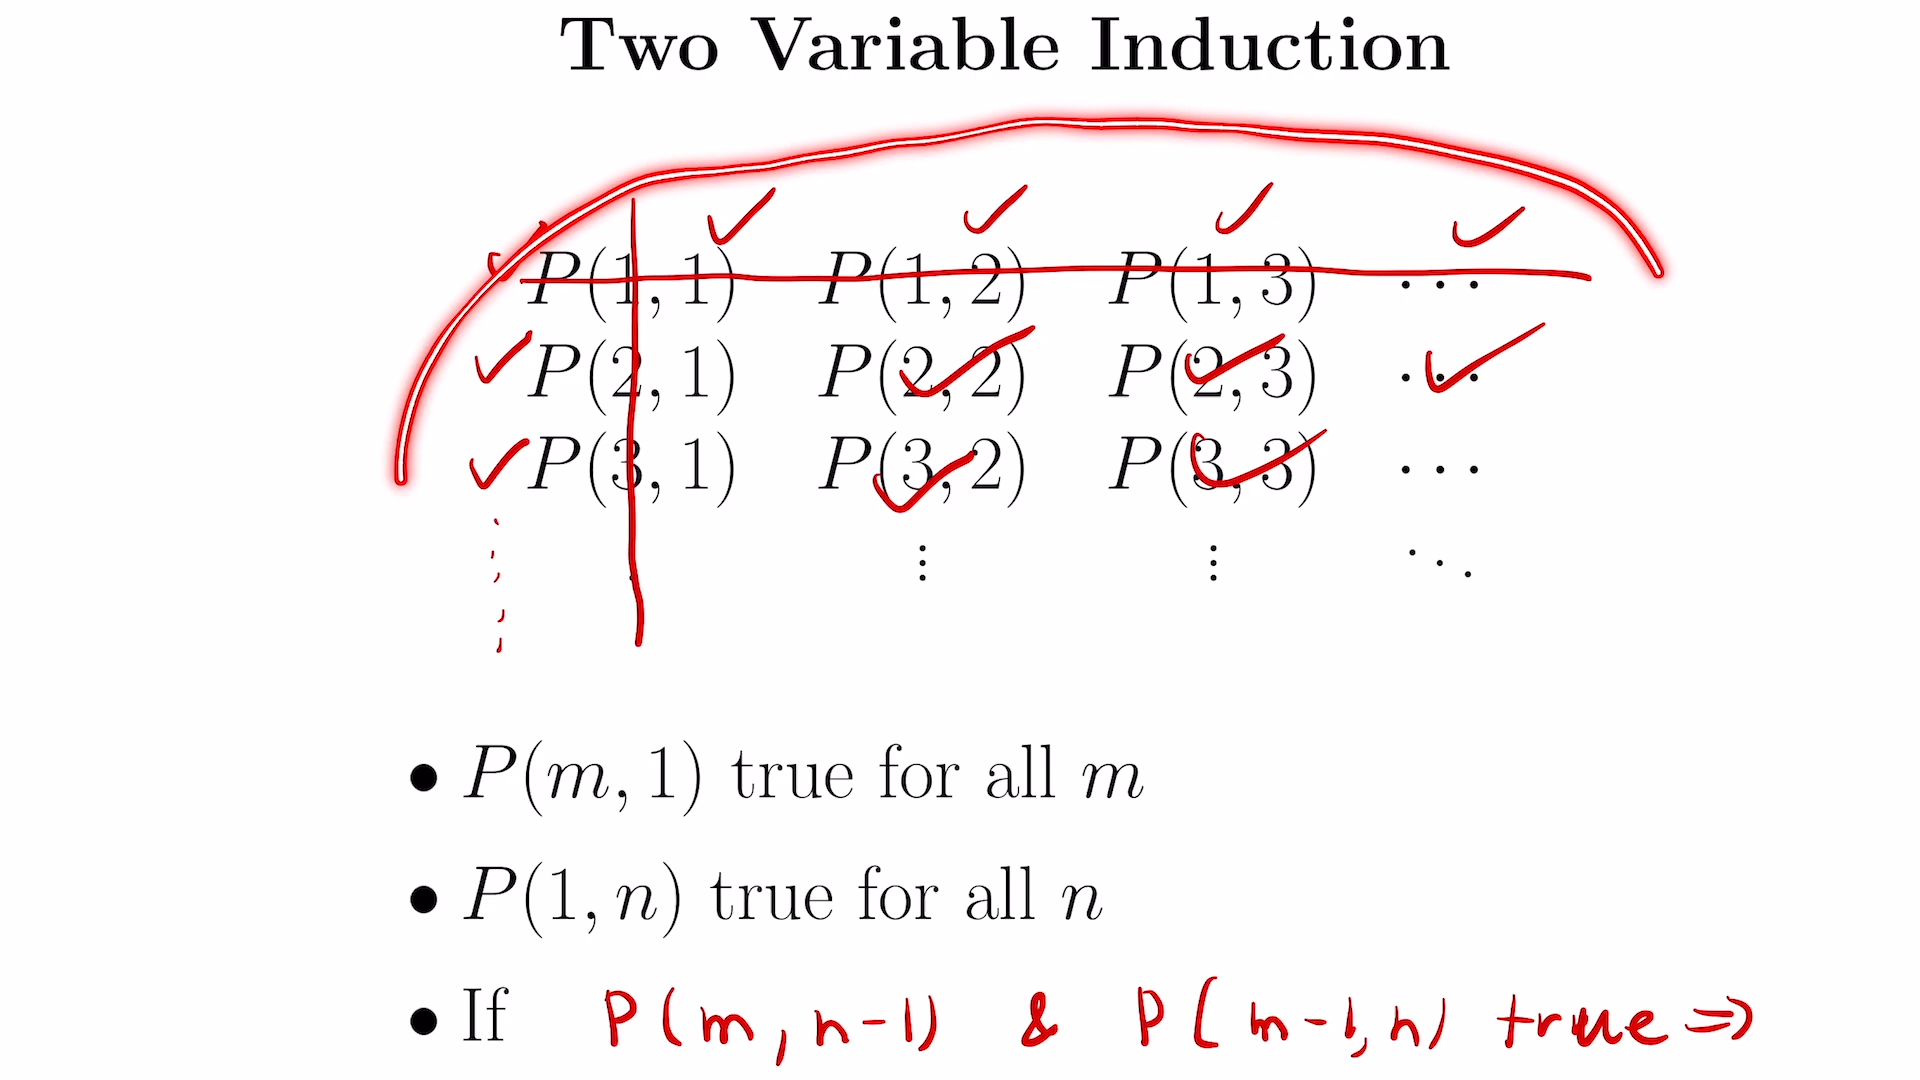 Two Variable Induction
P(1, 1) P(1, 2) P(1, 3) ...
P(2, 1) P(2, 2) P(2, 3) ...
P(3, 1) P(3, 2) P(3, 3) ...
⋮ ⋮ ⋱
• P(m, 1) true for all m
• P(1, n) true for all n
• If P(m, n-1) & P(m-1, n) true ⇒